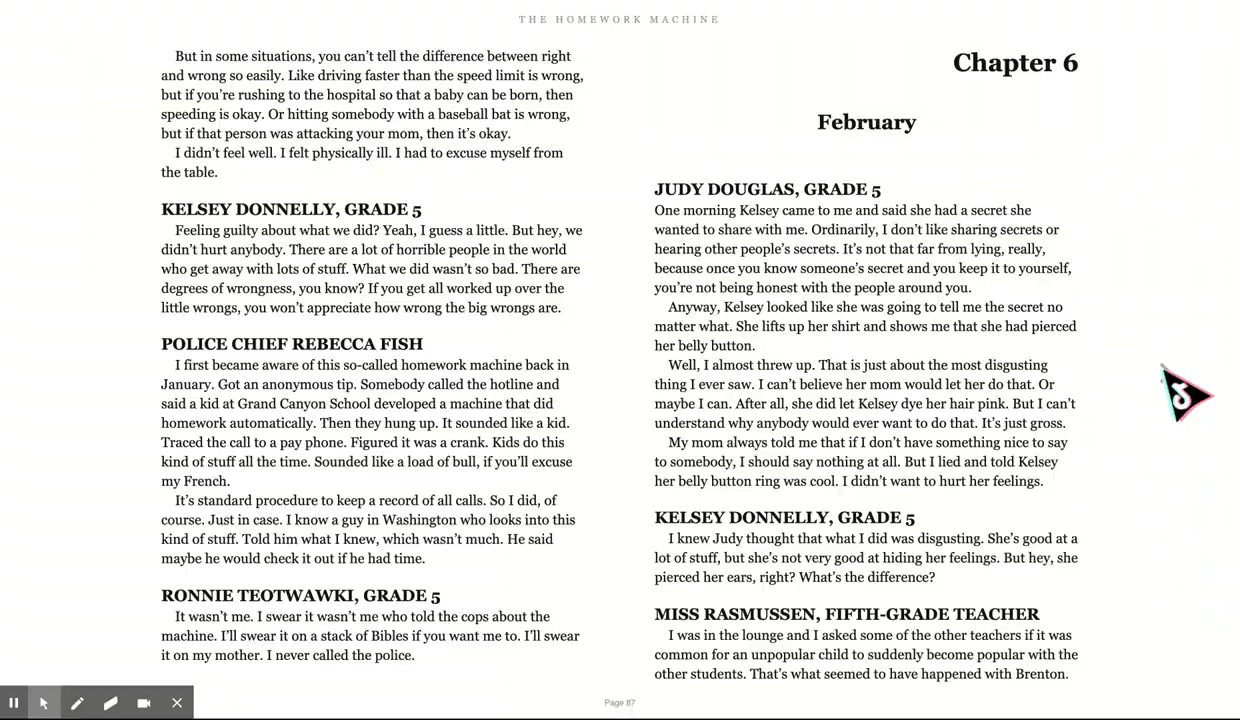 THE HOMEWORK MACHINE
But in some situations, you can’t tell the difference between right
and wrong so easily. Like driving faster than the speed limit is wrong,
but if you’re rushing to the hospital so that a baby can be born, then
speeding is okay. Or hitting somebody with a baseball bat is wrong,
but if that person was attacking your mom, then it’s okay.
I didn’t feel well. I felt physically ill. I had to excuse myself from
the table.
KELSEY DONNELLY, GRADE 5
Feeling guilty about what we did? Yeah, I guess a little. But hey, we
didn’t hurt anybody. There are a lot of horrible people in the world
who get away with lots of stuff. What we did wasn’t so bad. There are
degrees of wrongness, you know? If you get all worked up over the
little wrongs, you won’t appreciate how wrong the big wrongs are.
POLICE CHIEF REBECCA FISH
I first became aware of this so-called homework machine back in
January. Got an anonymous tip. Somebody called the hotline and
said a kid at Grand Canyon School developed a machine that did
homework automatically. Then they hung up. It sounded like a kid.
Traced the call to a pay phone. Figured it was a crank. Kids do this
kind of stuff all the time. Sounded like a load of bull, if you’ll excuse
my French.
It’s standard procedure to keep a record of all calls. So I did, of
course. Just in case. I know a guy in Washington who looks into this
kind of stuff. Told him what I knew, which wasn’t much. He said
maybe he would check it out if he had time.
RONNIE TEOTWAWKI, GRADE 5
It wasn’t me. I swear it wasn’t me who told the cops about the
machine. I’ll swear it on a stack of Bibles if you want me to. I’ll swear
it on my mother. I never called the police.
Chapter 6
February
JUDY DOUGLAS, GRADE 5
One morning Kelsey came to me and said she had a secret she
wanted to share with me. Ordinarily, I don’t like sharing secrets or
hearing other people’s secrets. It’s not that far from lying, really,
because once you know someone’s secret and you keep it to yourself,
you’re not being honest with the people around you.
Anyway, Kelsey looked like she was going to tell me the secret no
matter what. She lifts up her shirt and shows me that she had pierced
her belly button.
Well, I almost threw up. That is just about the most disgusting
thing I ever saw. I can’t believe her mom would let her do that. Or
maybe I can. After all, she did let Kelsey dye her hair pink. But I can’t
understand why anybody would ever want to do that. It’s just gross.
My mom always told me that if I don’t have something nice to say
to somebody, I should say nothing at all. But I lied and told Kelsey
her belly button ring was cool. I didn’t want to hurt her feelings.
KELSEY DONNELLY, GRADE 5
I knew Judy thought that what I did was disgusting. She’s good at a
lot of stuff, but she’s not very good at hiding her feelings. But hey, she
pierced her ears, right? What’s the difference?
MISS RASMUSSEN, FIFTH-GRADE TEACHER
I was in the lounge and I asked some of the other teachers if it was
common for an unpopular child to suddenly become popular with the
other students. That’s what seemed to have happened with Brenton.
Page 87